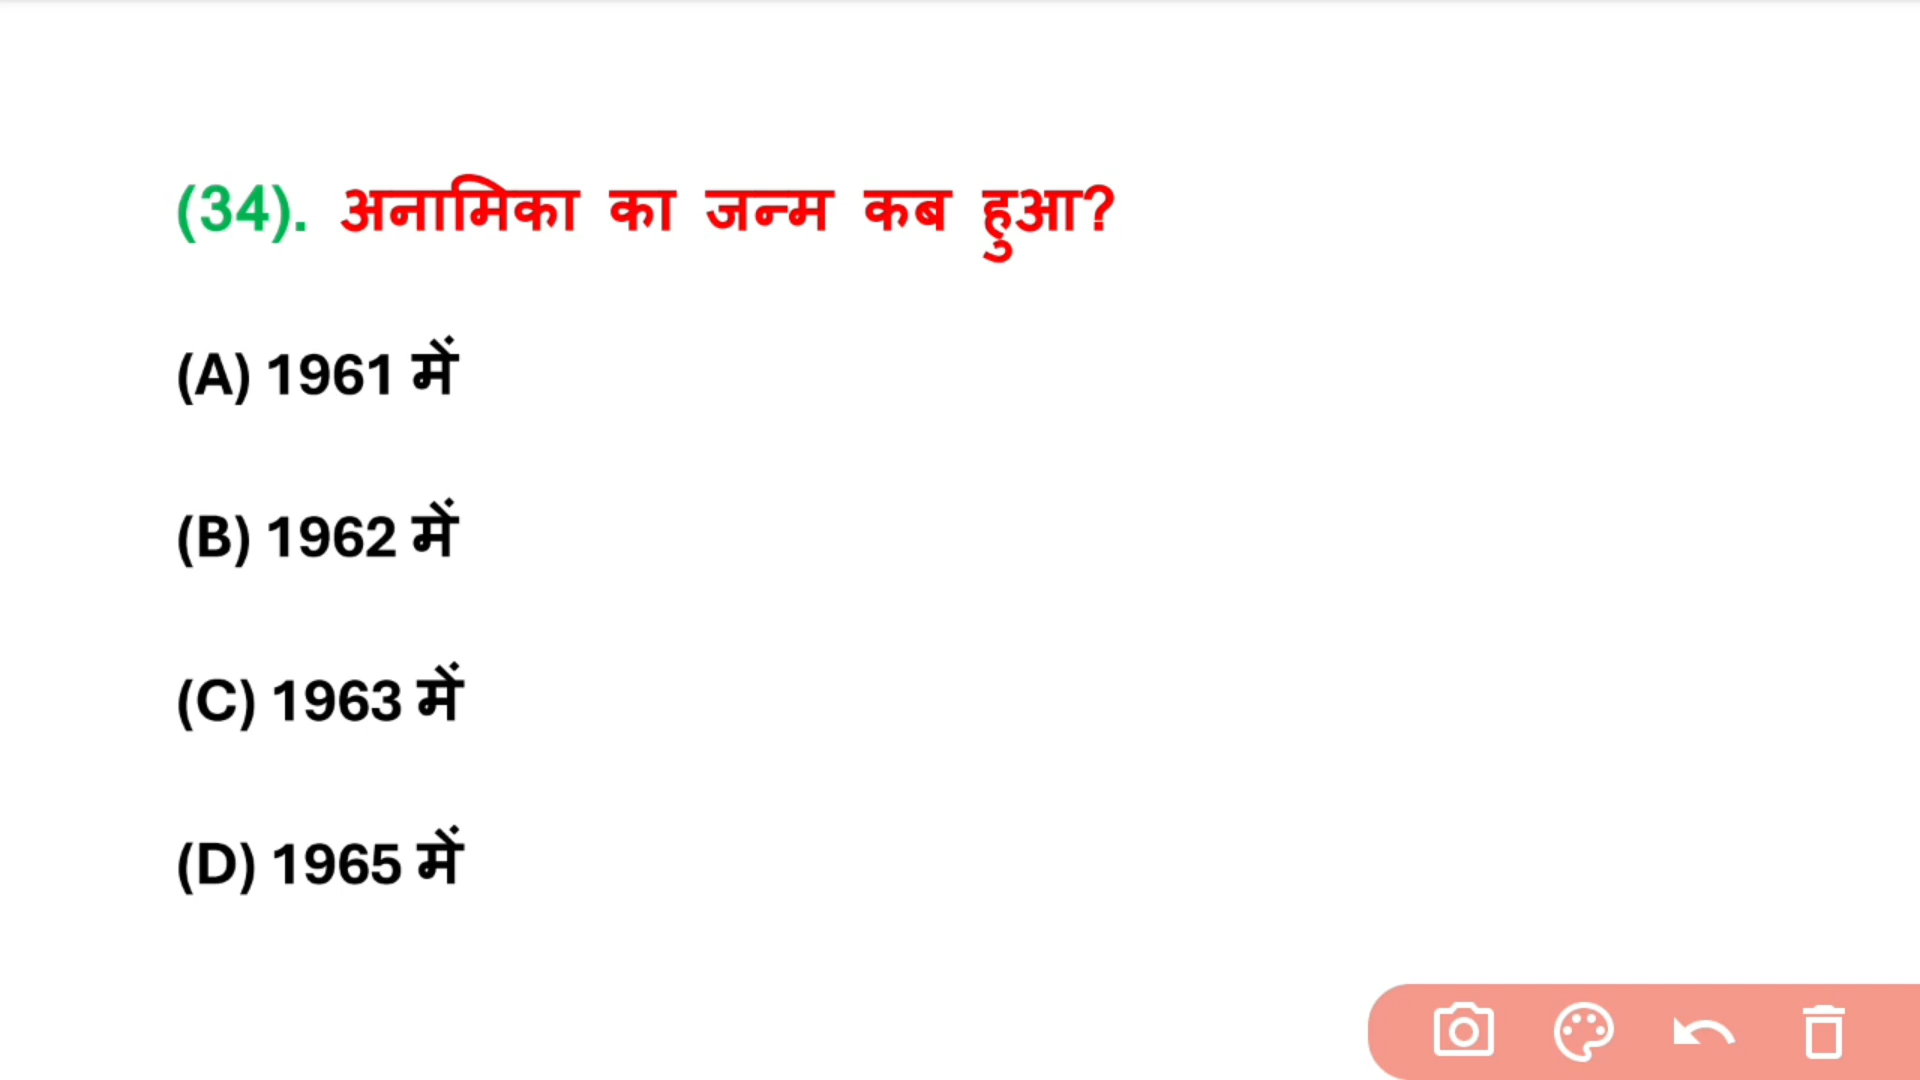 (34). अनामिका का जन्म कब हुआ?
(A) 1961 में
(B) 1962 में
(C) 1963 में
(D) 1965 में